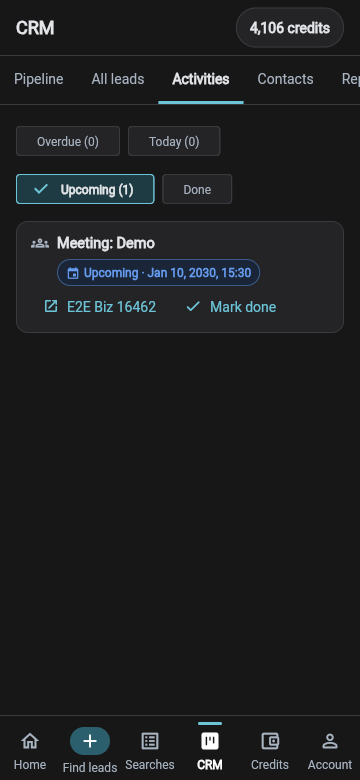 CRM
4,106 credits
Pipeline All leads Activities Contacts Rep
Overdue (0) Today (0)
Upcoming (1) Done
Meeting: Demo
Upcoming · Jan 10, 2030, 15:30
E2E Biz 16462 Mark done
Home Find leads Searches CRM Credits Account